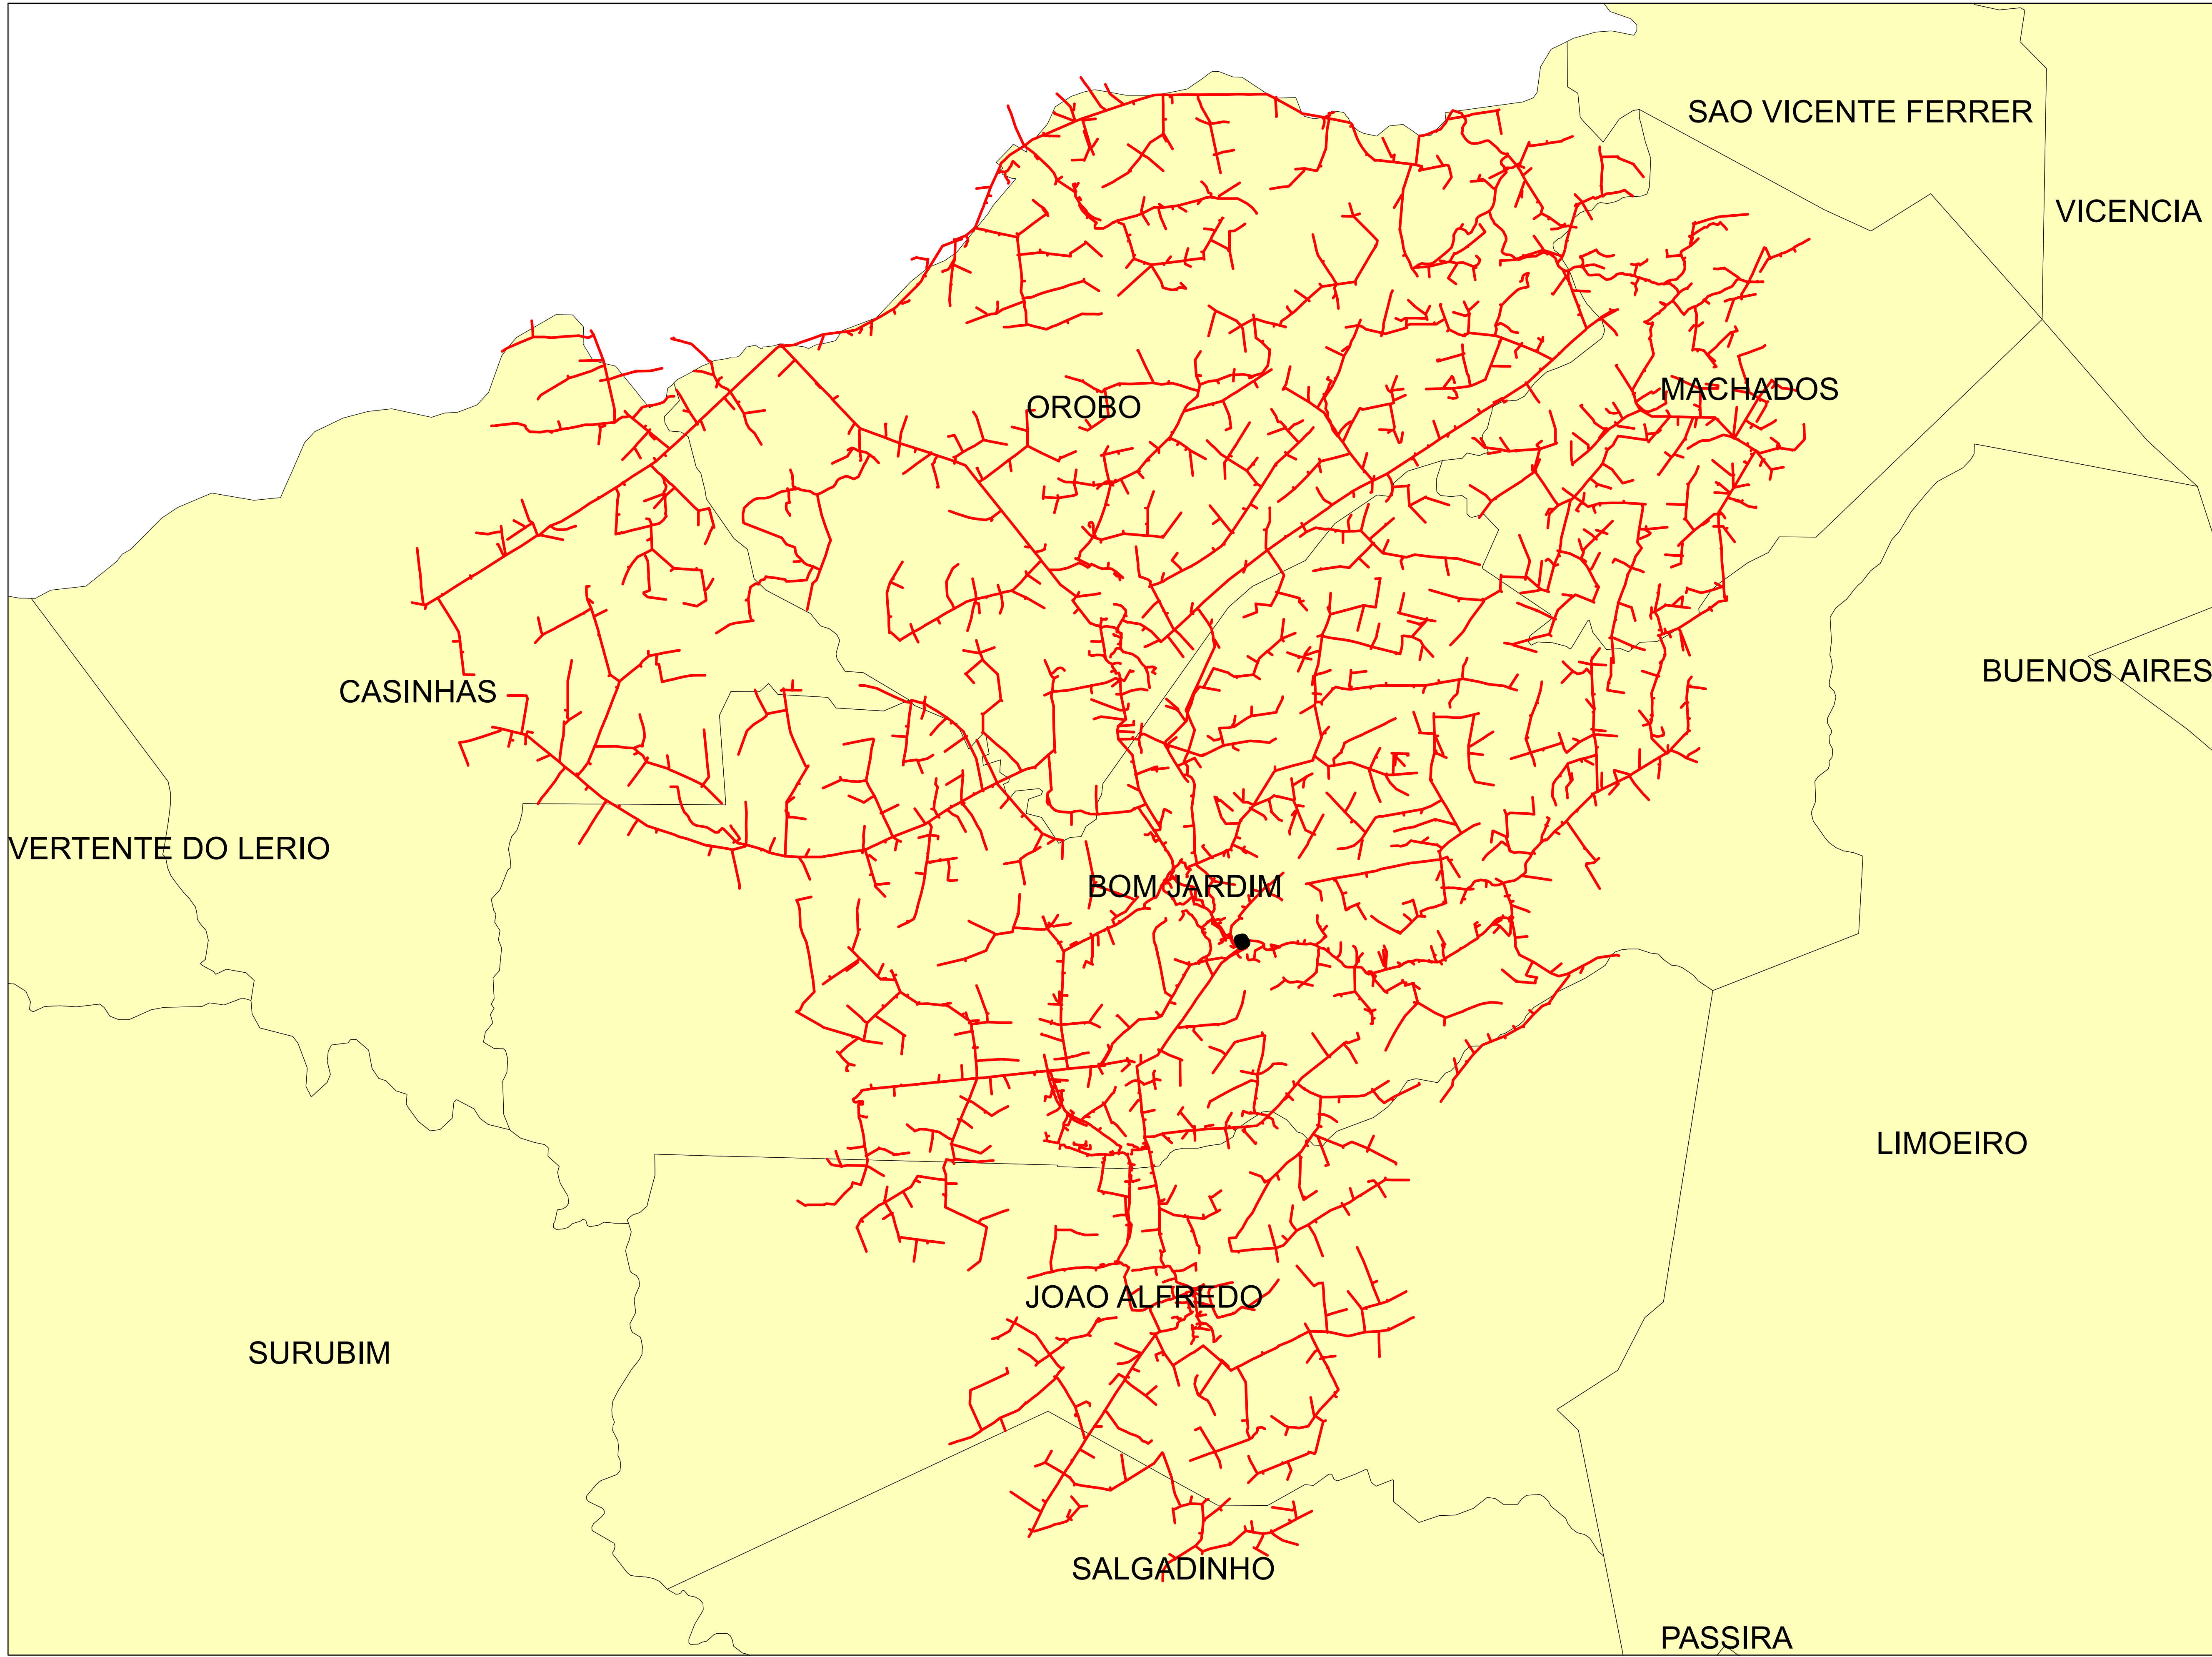 SAO VICENTE FERRER
VICENCIA
MACHADOS
OROBO
BUENOS AIRES
CASINHAS
VERTENTE DO LERIO
BOM JARDIM
LIMOEIRO
JOAO ALFREDO
SURUBIM
SALGADINHO
PASSIRA